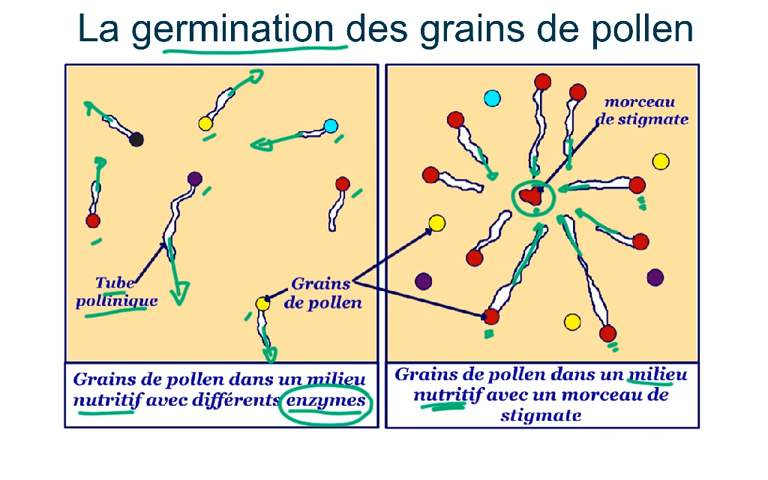 La germination des grains de pollen
morceau
de stigmate
Tube
pollinique
Grains
de pollen
Grains de pollen dans un milieu
nutritif avec différents enzymes
Grains de pollen dans un milieu
nutritif avec un morceau de
stigmate